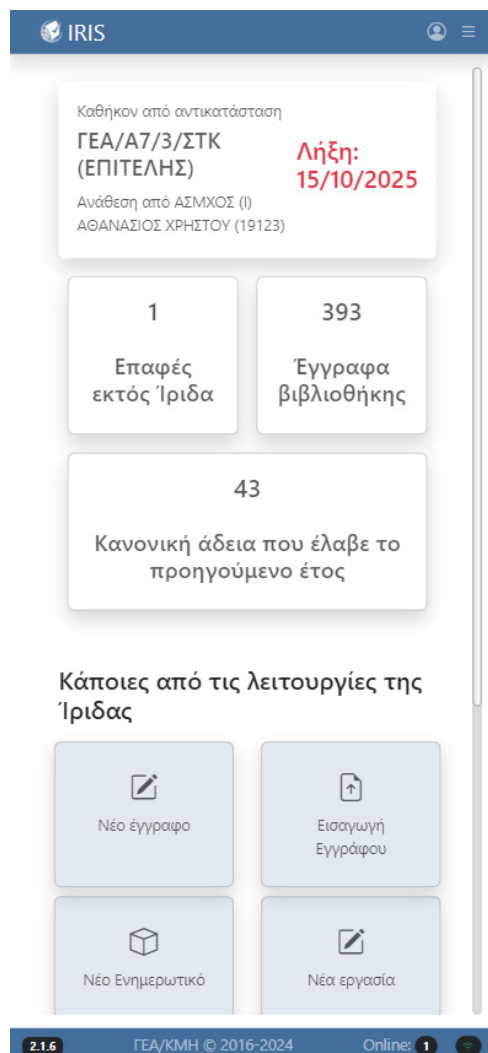 IRIS
Καθήκον από αντικατάσταση
ΓΕΑ/Α7/3/ΣΤΚ
(ΕΠΙΤΕΛΗΣ)
Λήξη:
15/10/2025
Ανάθεση από ΑΣΜΧΟΣ (Ι)
ΑΘΑΝΑΣΙΟΣ ΧΡΗΣΤΟΥ (19123)
1
Επαφές
εκτός Ίριδα
393
Έγγραφα
βιβλιοθήκης
43
Κανονική άδεια που έλαβε το
προηγούμενο έτος
Κάποιες από τις λειτουργίες της
Ίριδας
Νέο έγγραφο
Εισαγωγή
Εγγράφου
Νέο Ενημερωτικό
Νέα εργασία
2.1.6 ΓΕΑ/ΚΜΗ © 2016-2024 Online: 1